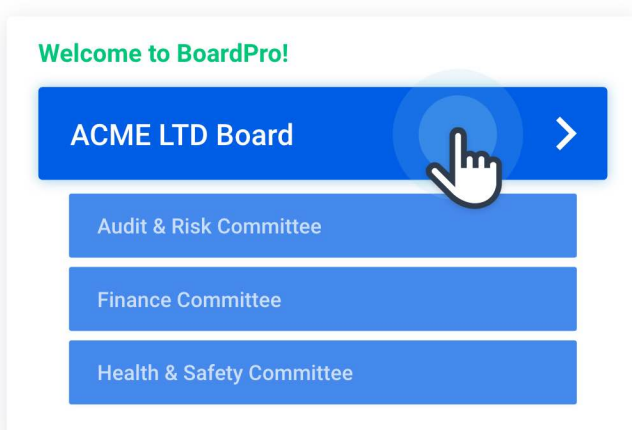 Welcome to BoardPro!
ACME LTD Board
Audit & Risk Committee
Finance Committee
Health & Safety Committee